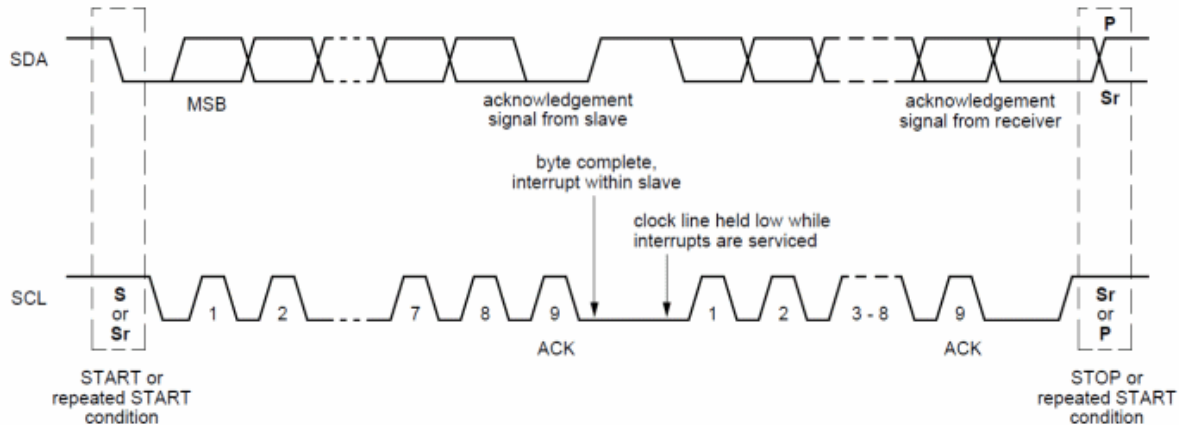 P
SDA
MSB
acknowledgement
signal from slave
acknowledgement
signal from receiver
Sr
byte complete,
interrupt within slave
clock line held low while
interrupts are serviced
SCL
S
or
Sr
1
2
7
8
9
1
2
3 - 8
9
Sr
or
P
ACK
ACK
START or
repeated START
condition
STOP or
repeated START
condition